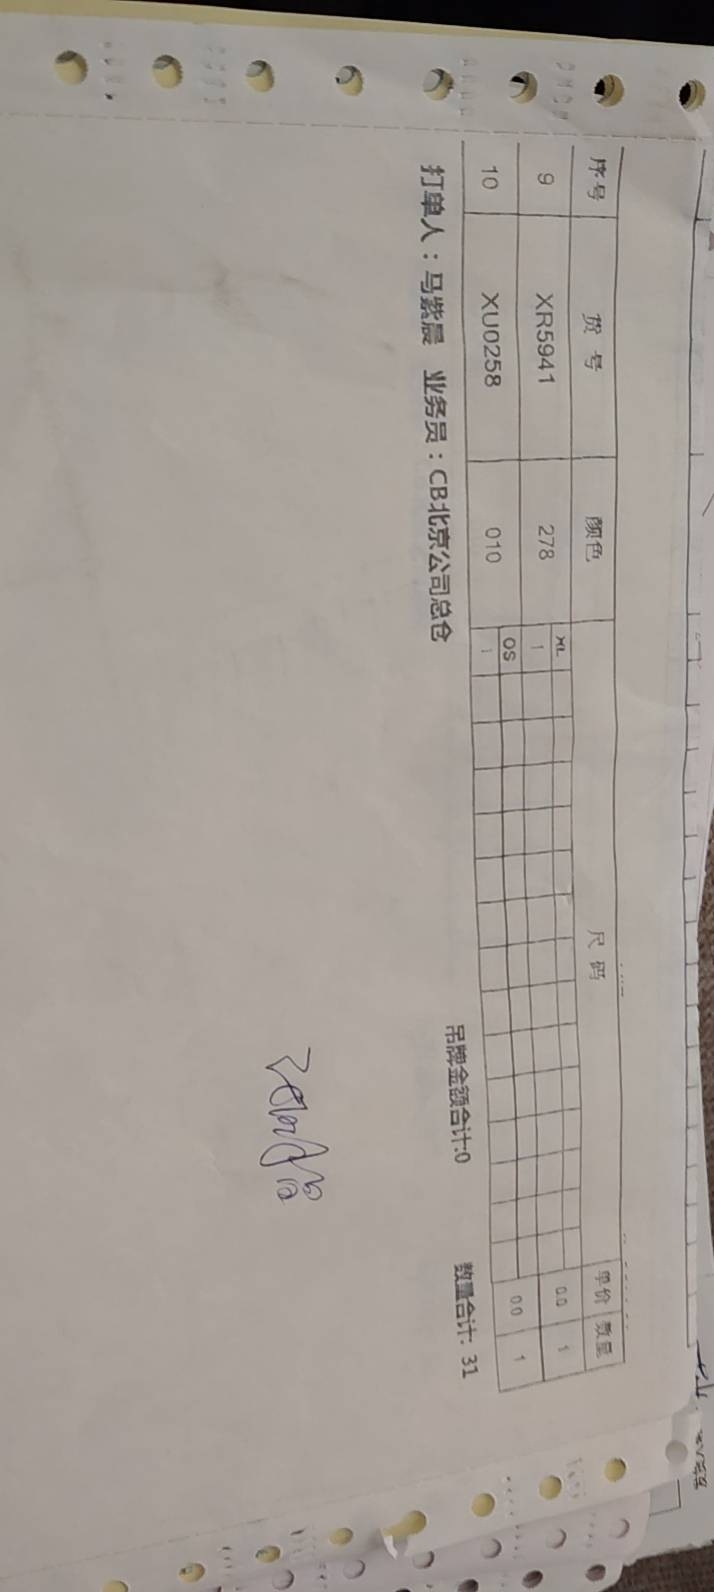 序号 货号 颜色 尺码 单价 数量
XL
9 XR5941 278 1 0.0 1
OS
10 XU0258 010 1 0.0 1
吊牌金额合计:0 数量合计: 31
打单人：马紫晨 业务员：CB北京公司总仓